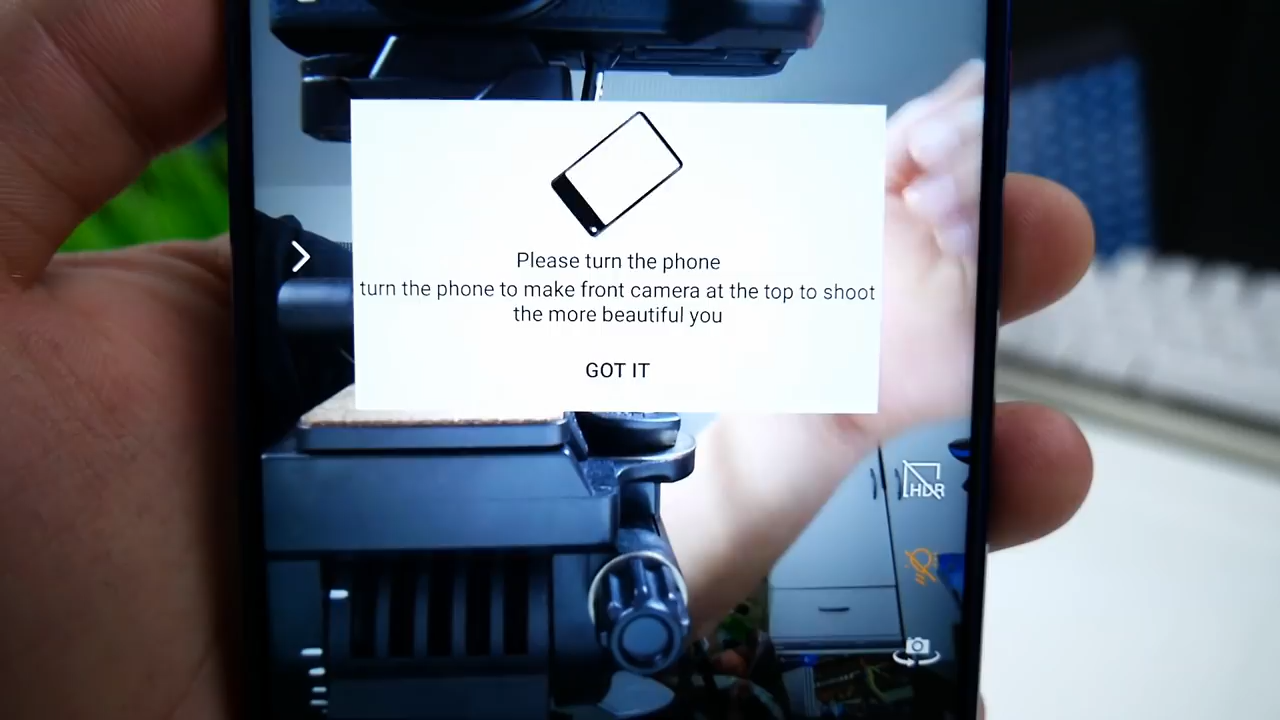 Please turn the phone
turn the phone to make front camera at the top to shoot
the more beautiful you
GOT IT
HDR